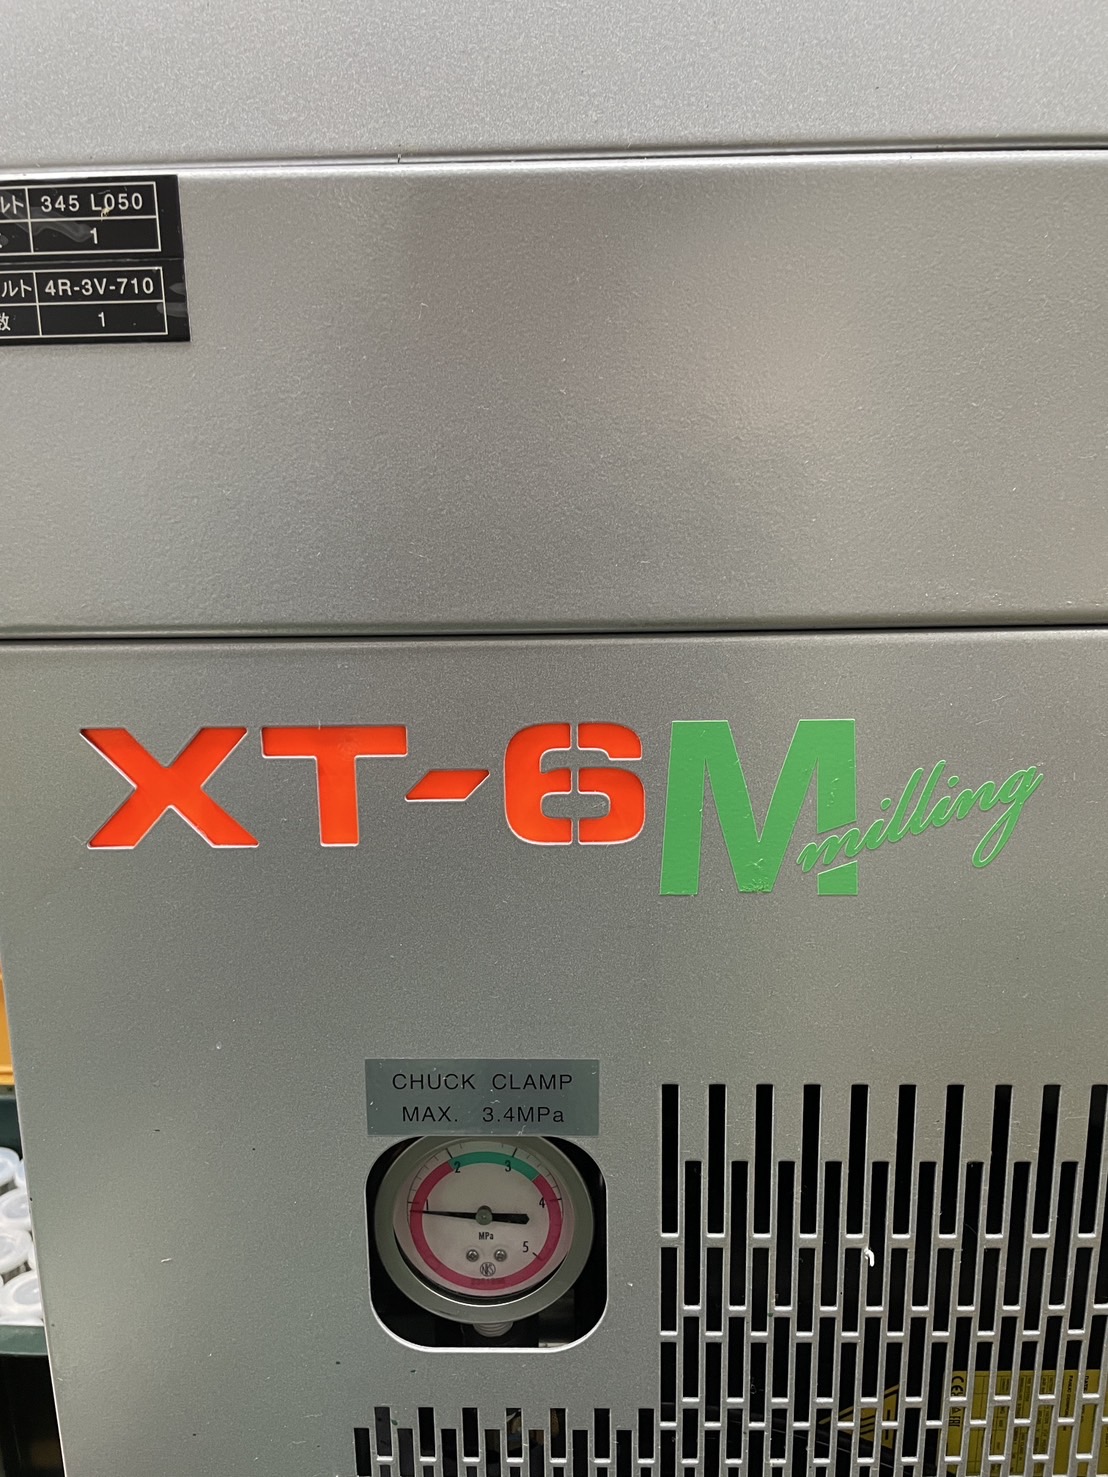 ルト 345 L050
1
ルト 4R-3V-710
数 1
XT-6M milling
CHUCK CLAMP
MAX. 3.4MPa
1 2 3 4 5
MPa
NKS